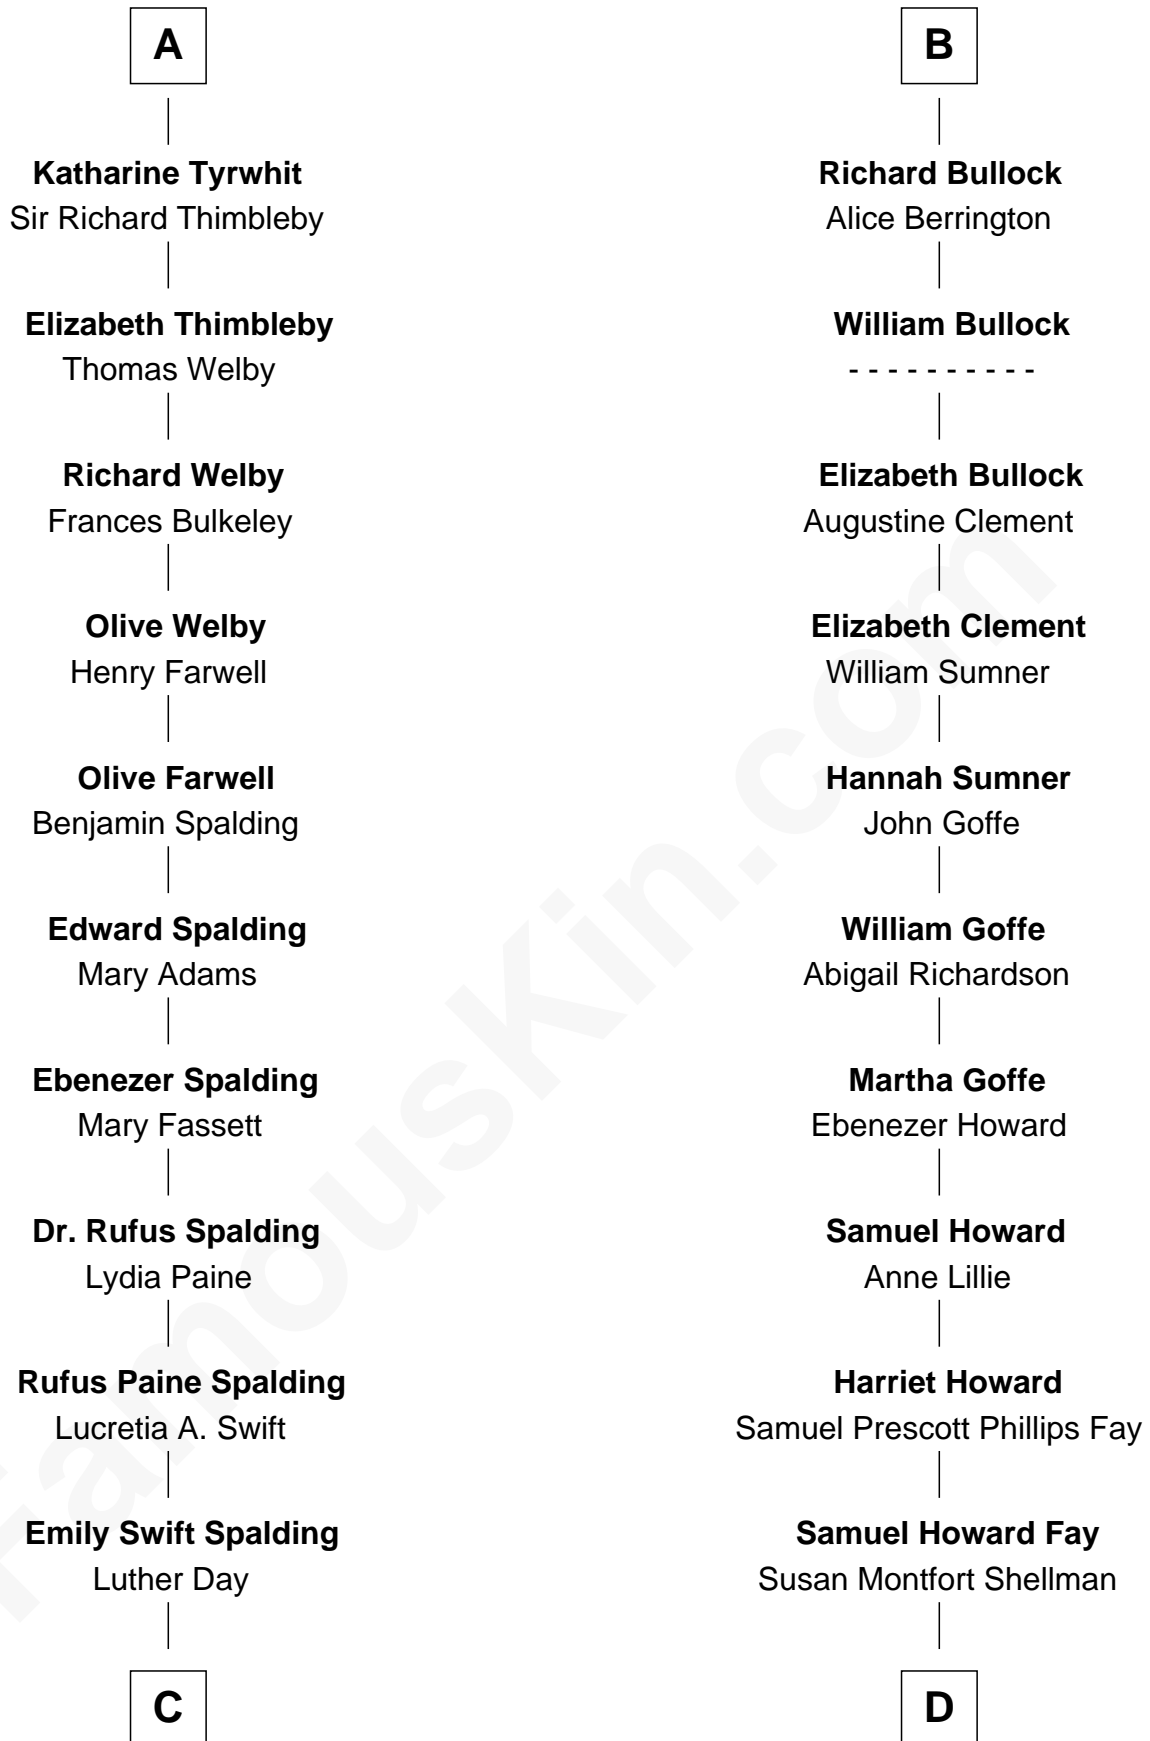 A
Katharine Tyrwhit
Sir Richard Thimbleby
Elizabeth Thimbleby
Thomas Welby
Richard Welby
Frances Bulkeley
Olive Welby
Henry Farwell
Olive Farwell
Benjamin Spalding
Edward Spalding
Mary Adams
Ebenezer Spalding
Mary Fassett
Dr. Rufus Spalding
Lydia Paine
Rufus Paine Spalding
Lucretia A. Swift
Emily Swift Spalding
Luther Day
C
B
Richard Bullock
Alice Berrington
William Bullock
- - - - - - - - - -
Elizabeth Bullock
Augustine Clement
Elizabeth Clement
William Sumner
Hannah Sumner
John Goffe
William Goffe
Abigail Richardson
Martha Goffe
Ebenezer Howard
Samuel Howard
Anne Lillie
Harriet Howard
Samuel Prescott Phillips Fay
Samuel Howard Fay
Susan Montfort Shellman
D
FamousKin.com